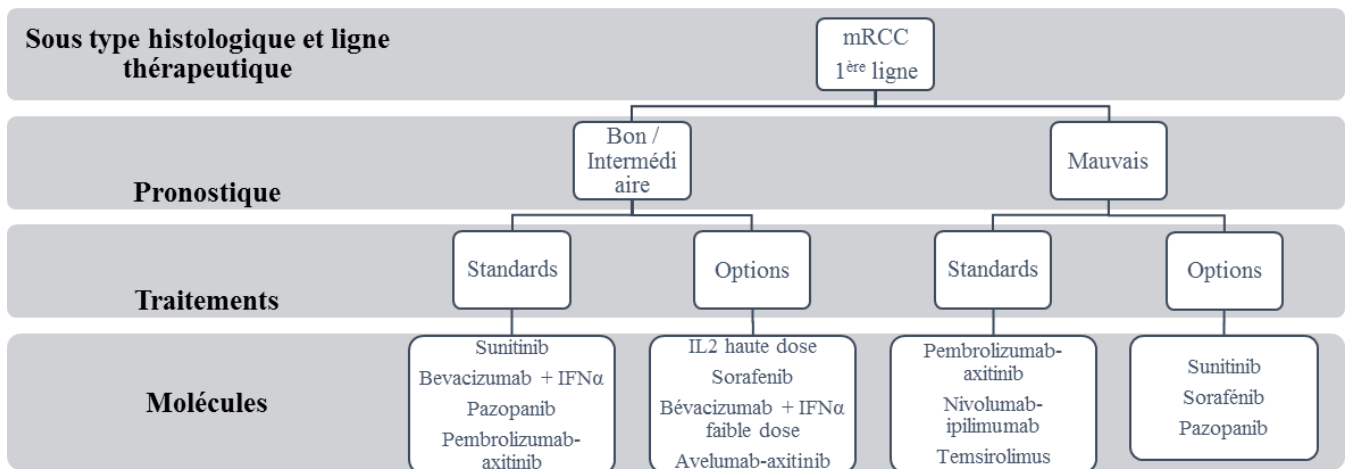 Sous type histologique et ligne
thérapeutique
mRCC
1ère ligne
Pronostique
Bon /
Intermédi
aire
Mauvais
Traitements
Standards
Options
Standards
Options
Molécules
Sunitinib
Bevacizumab + IFNα
Pazopanib
Pembrolizumab-
axitinib
IL2 haute dose
Sorafenib
Bévacizumab + IFNα
faible dose
Avelumab-axitinib
Pembrolizumab-
axitinib
Nivolumab-
ipilimumab
Temsirolimus
Sunitinib
Sorafénib
Pazopanib